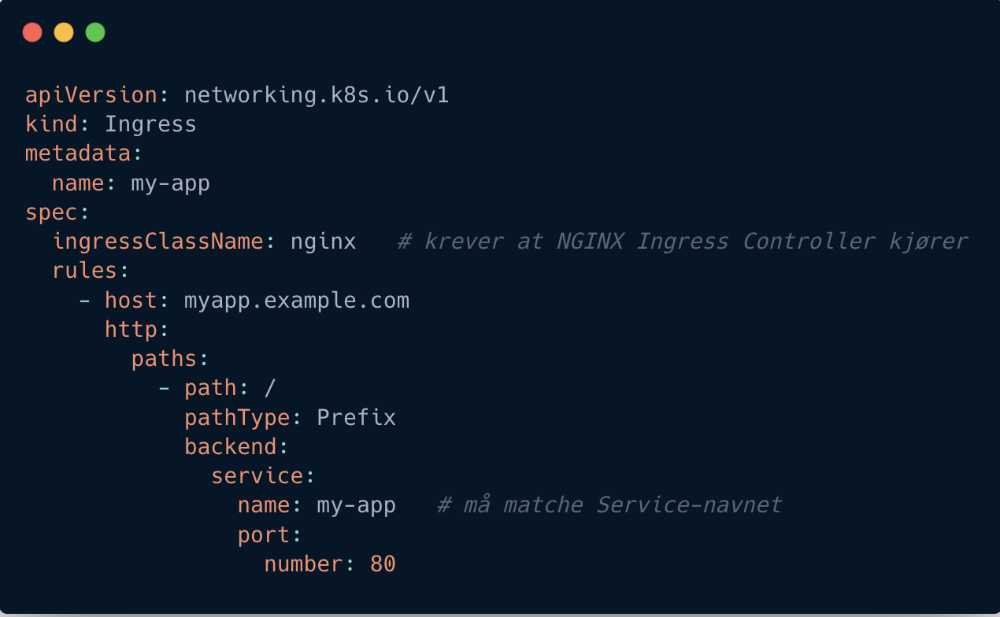 apiVersion: networking.k8s.io/v1
kind: Ingress
metadata:
  name: my-app
spec:
  ingressClassName: nginx   # krever at NGINX Ingress Controller kjører
  rules:
    - host: myapp.example.com
      http:
        paths:
          - path: /
            pathType: Prefix
            backend:
              service:
                name: my-app   # må matche Service-navnet
                port:
                  number: 80